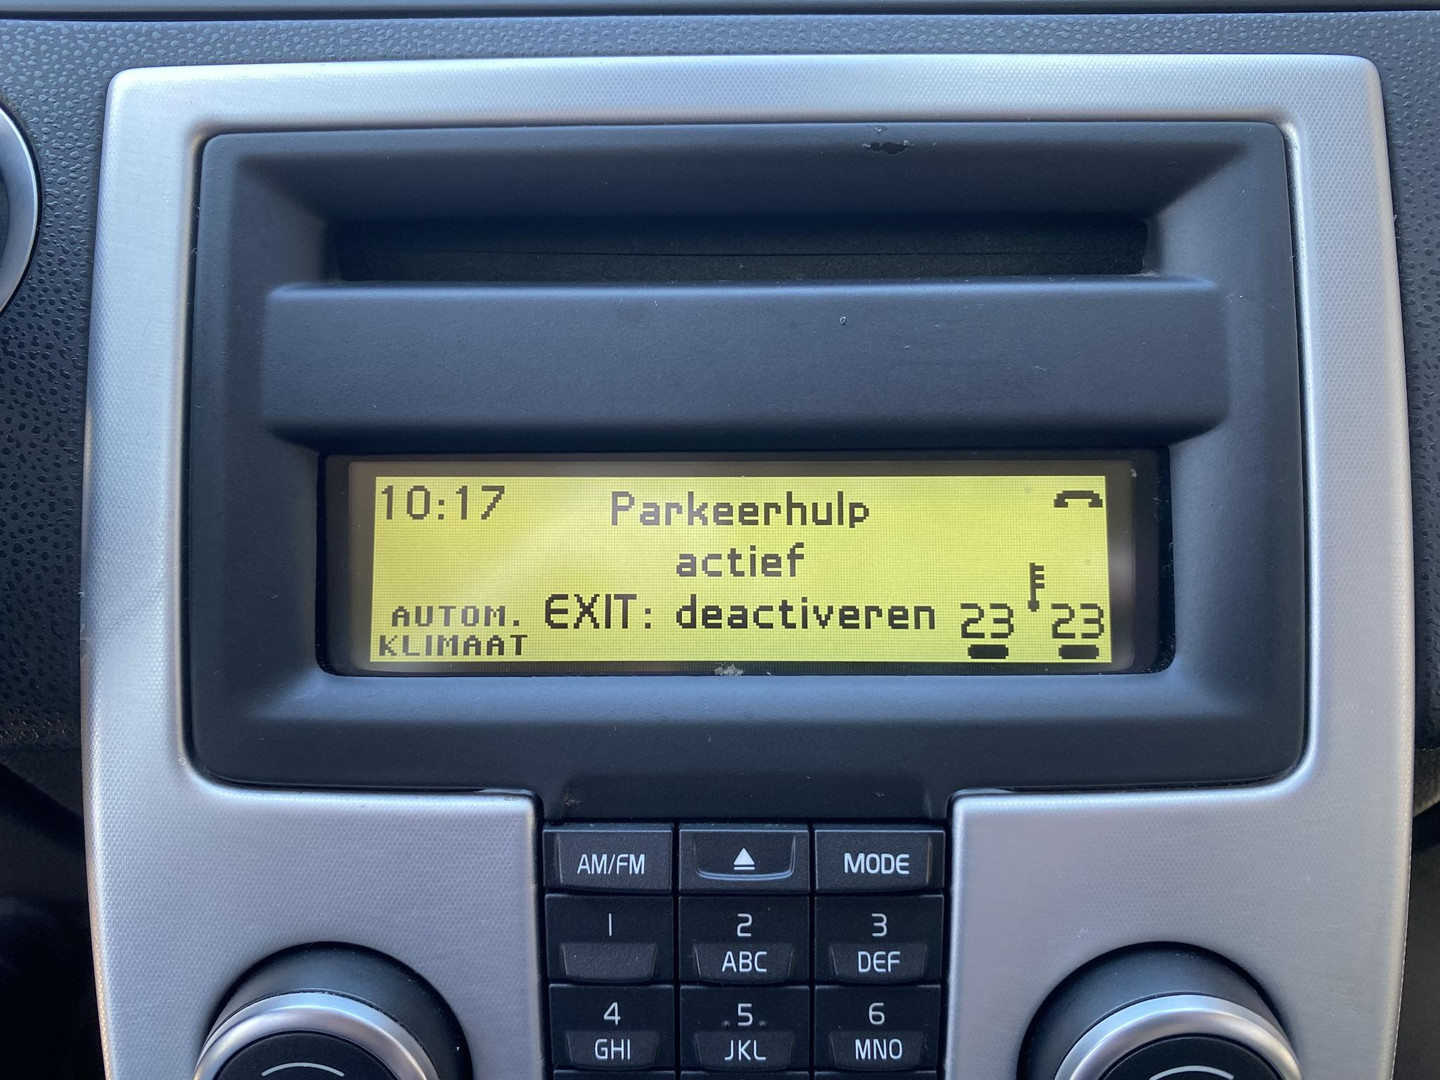 10:17
Parkeerhulp
actief
AUTOM. EXIT: deactiveren 23 23
KLIMAAT
AM/FM MODE
1 2 3
ABC DEF
4 5 6
GHI JKL MNO